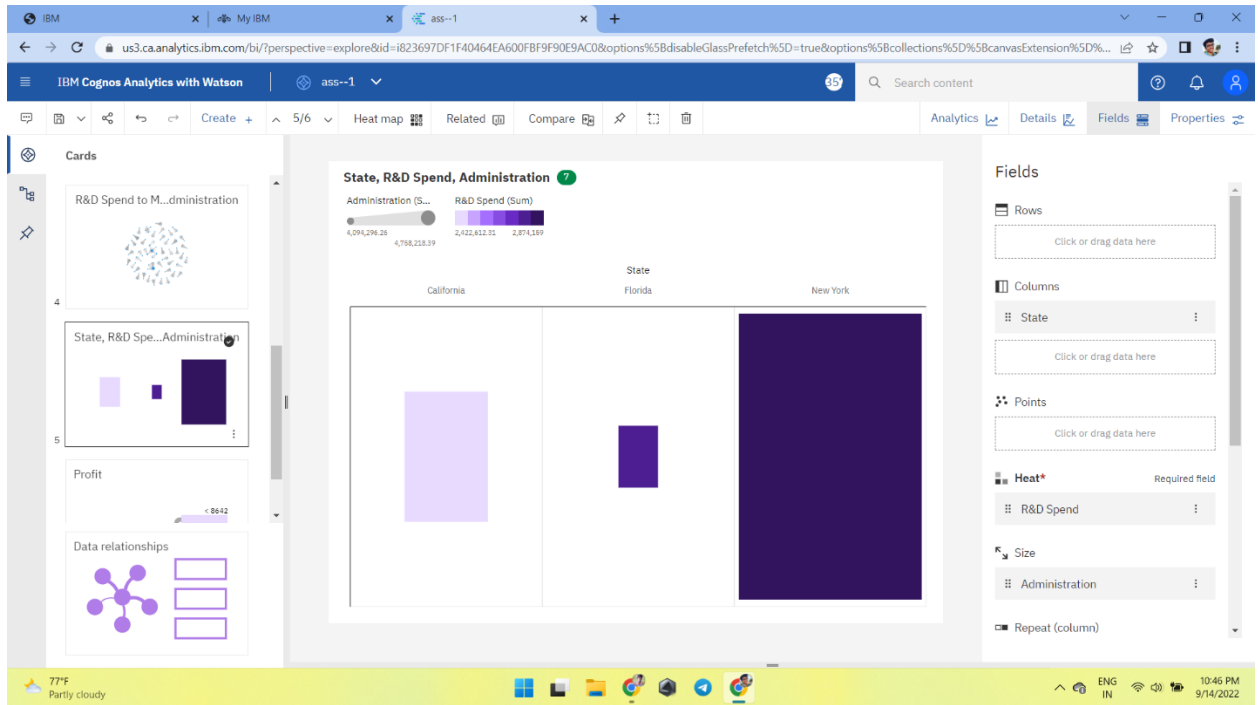 IBM
My IBM
ass--1
us3.ca.analytics.ibm.com/bi/?perspective=explore&id=i823697DF1F40464EA600FBF9F90E9AC0&options%5BdisableGlassPrefetch%5D=true&options%5Bcollections%5D%5BcanvasExtension%5D%...
IBM Cognos Analytics with Watson
ass--1
35
Search content
Create +
5/6
Heat map
Related
Compare
Analytics
Details
Fields
Properties
Cards
R&D Spend to M...dministration
4
State, R&D Spe...Administration
5
Profit
< 8642
Data relationships
State, R&D Spend, Administration 7
Administration (S...
R&D Spend (Sum)
4,094,296.26
4,768,218.39
2,422,612.31
2,874,169
State
California
Florida
New York
Fields
Rows
Click or drag data here
Columns
State
Click or drag data here
Points
Click or drag data here
Heat*
Required field
R&D Spend
Size
Administration
Repeat (column)
77°F
Partly cloudy
ENG
IN
10:46 PM
9/14/2022